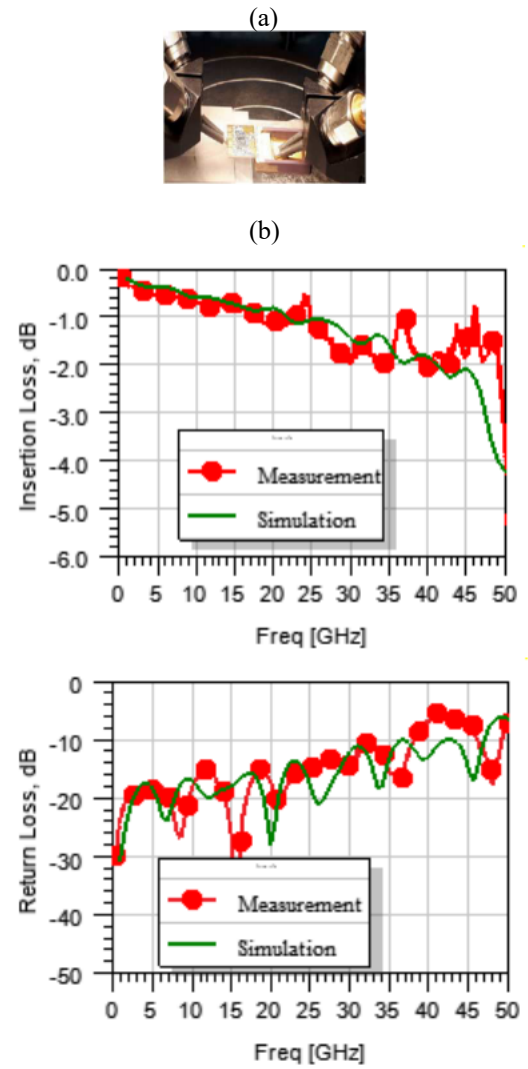 (a)
(b)
0.0
-1.0
-2.0
-3.0
-4.0
-5.0
-6.0
Insertion Loss, dB
Measurement
Simulation
0 5 10 15 20 25 30 35 40 45 50
Freq [GHz]
0
-10
-20
-30
-40
-50
Return Loss, dB
Measurement
Simulation
0 5 10 15 20 25 30 35 40 45 50
Freq [GHz]